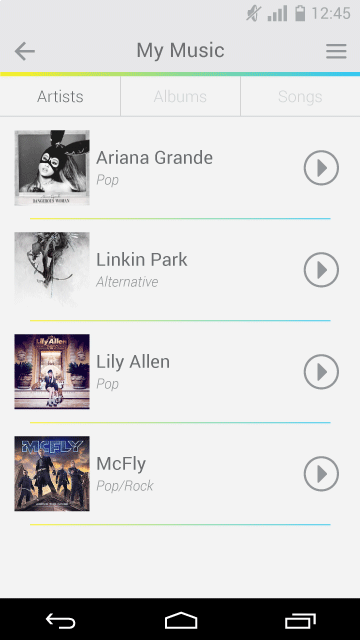 12:45
My Music
Artists
Albums
Songs
Ariana Grande
Pop
DANGEROUS WOMAN
Linkin Park
Alternative
Lily Allen
Lily Allen
Pop
MCFLY
McFly
Pop/Rock